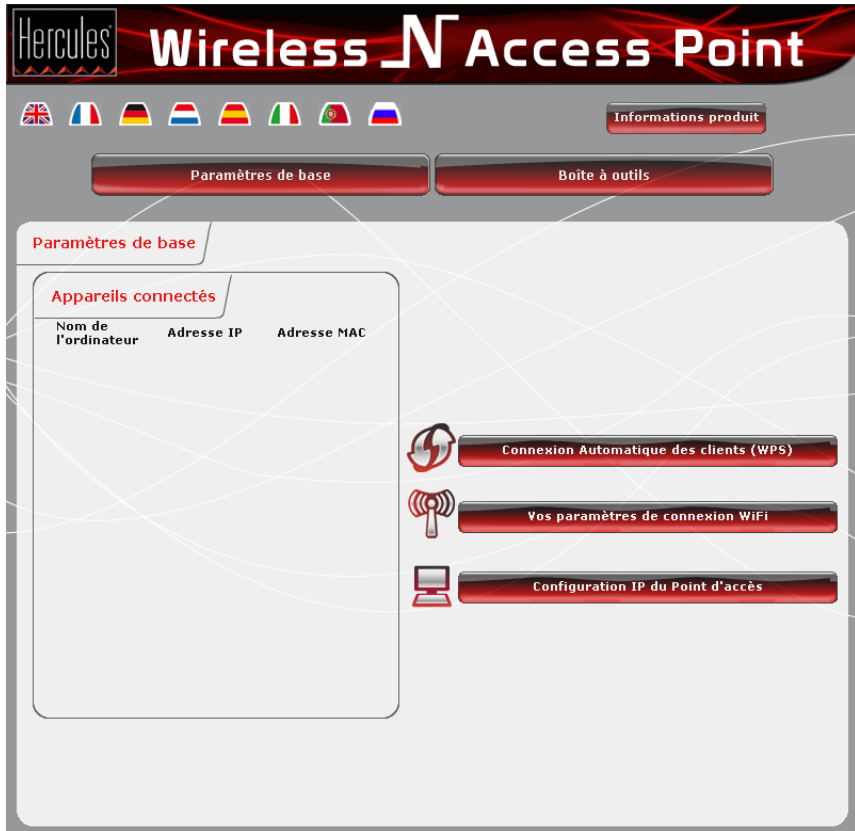 Hercules
Wireless N Access Point
Informations produit
Paramètres de base
Boîte à outils
Paramètres de base
Appareils connectés
Nom de
l'ordinateur
Adresse IP
Adresse MAC
Connexion Automatique des clients (WPS)
Vos paramètres de connexion WiFi
Configuration IP du Point d'accès